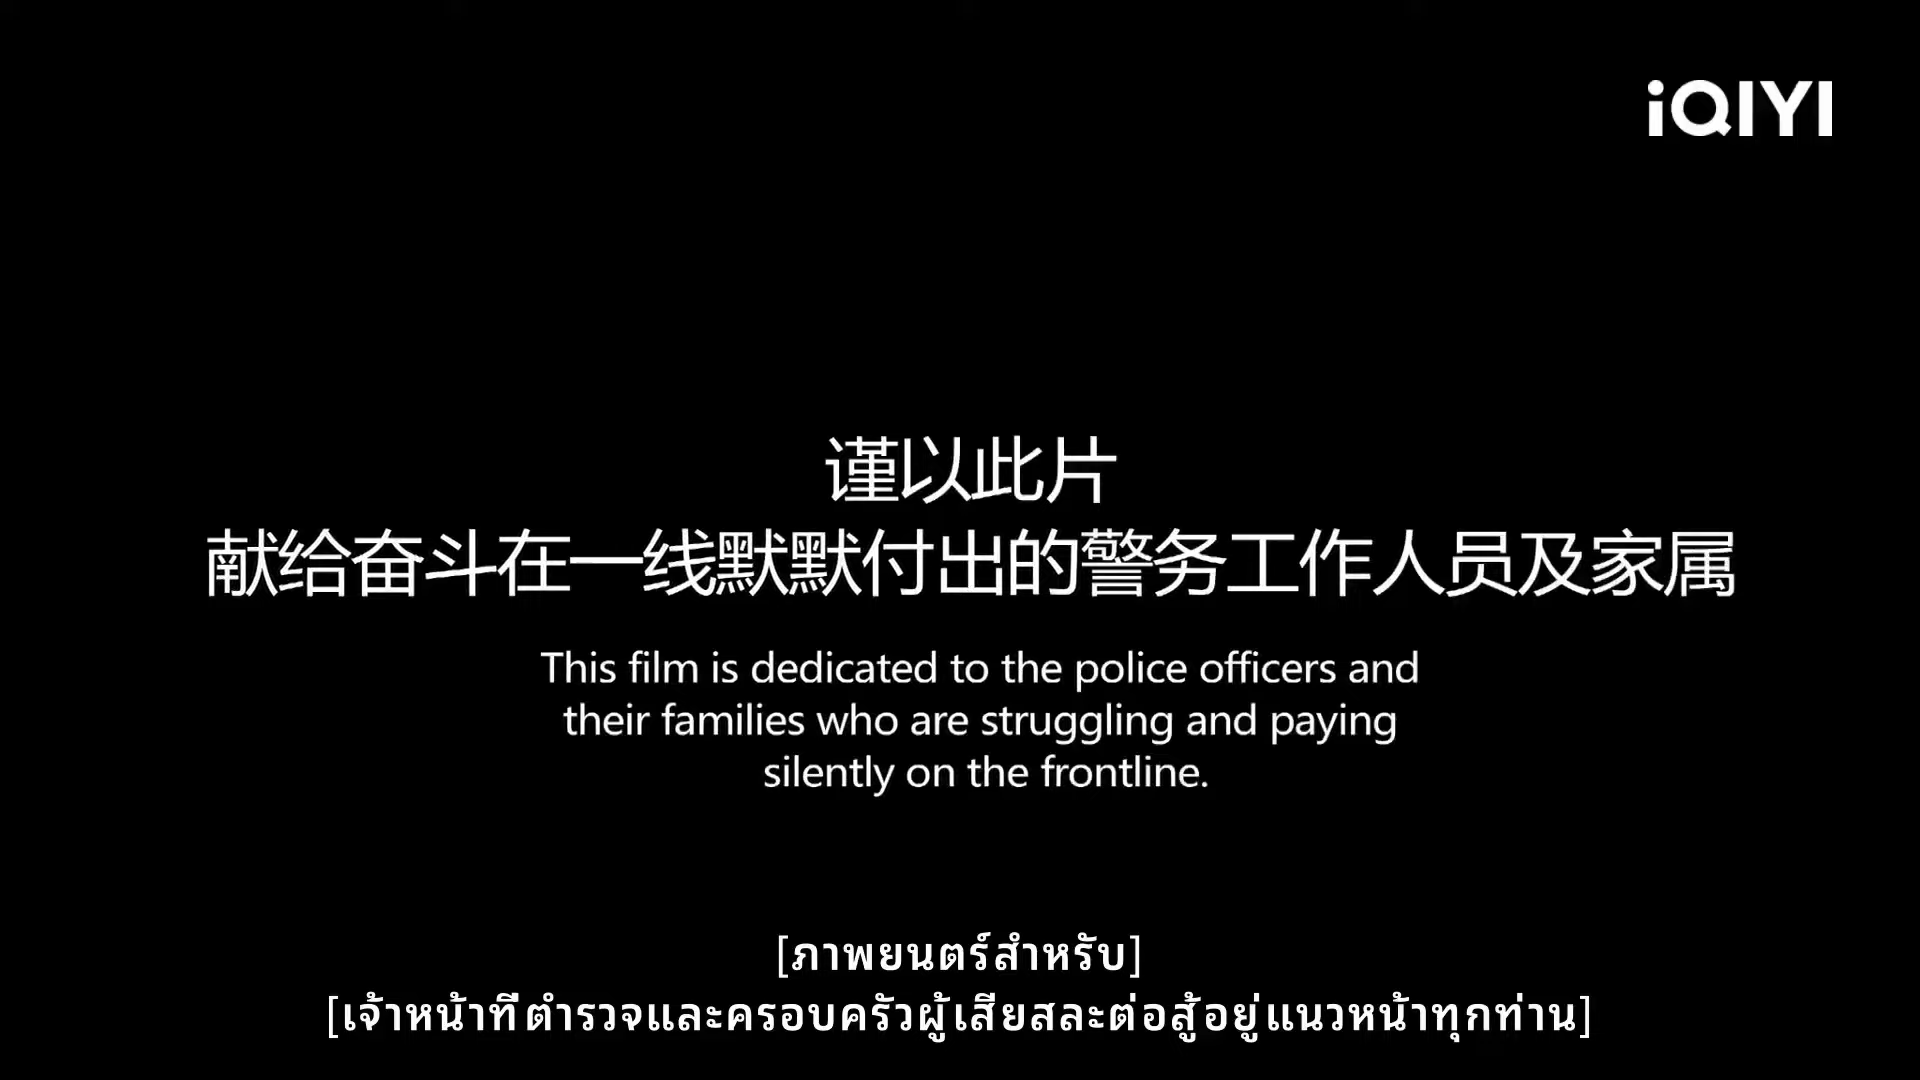 iQIYI
谨以此片
献给奋斗在一线默默付出的警务工作人员及家属
This film is dedicated to the police officers and
their families who are struggling and paying
silently on the frontline.
[ภาพยนตร์สำหรับ]
[เจ้าหน้าที่ตำรวจและครอบครัวผู้เสียสละต่อสู้อยู่แนวหน้าทุกท่าน]